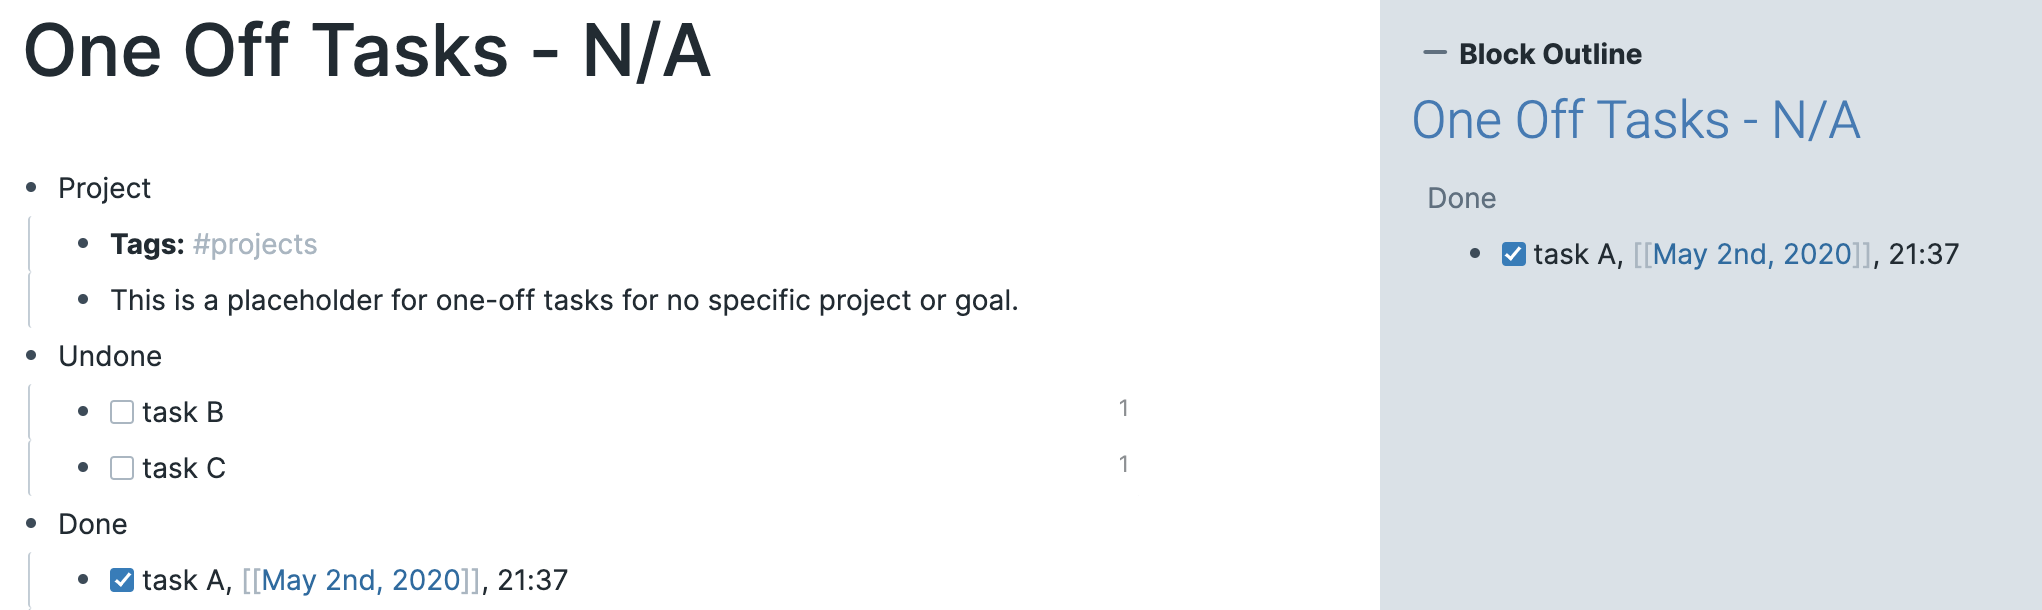 One Off Tasks - N/A
Project
Tags: #projects
This is a placeholder for one-off tasks for no specific project or goal.
Undone
task B 1
task C 1
Done
task A, [[May 2nd, 2020]], 21:37
Block Outline
One Off Tasks - N/A
Done
task A, [[May 2nd, 2020]], 21:37